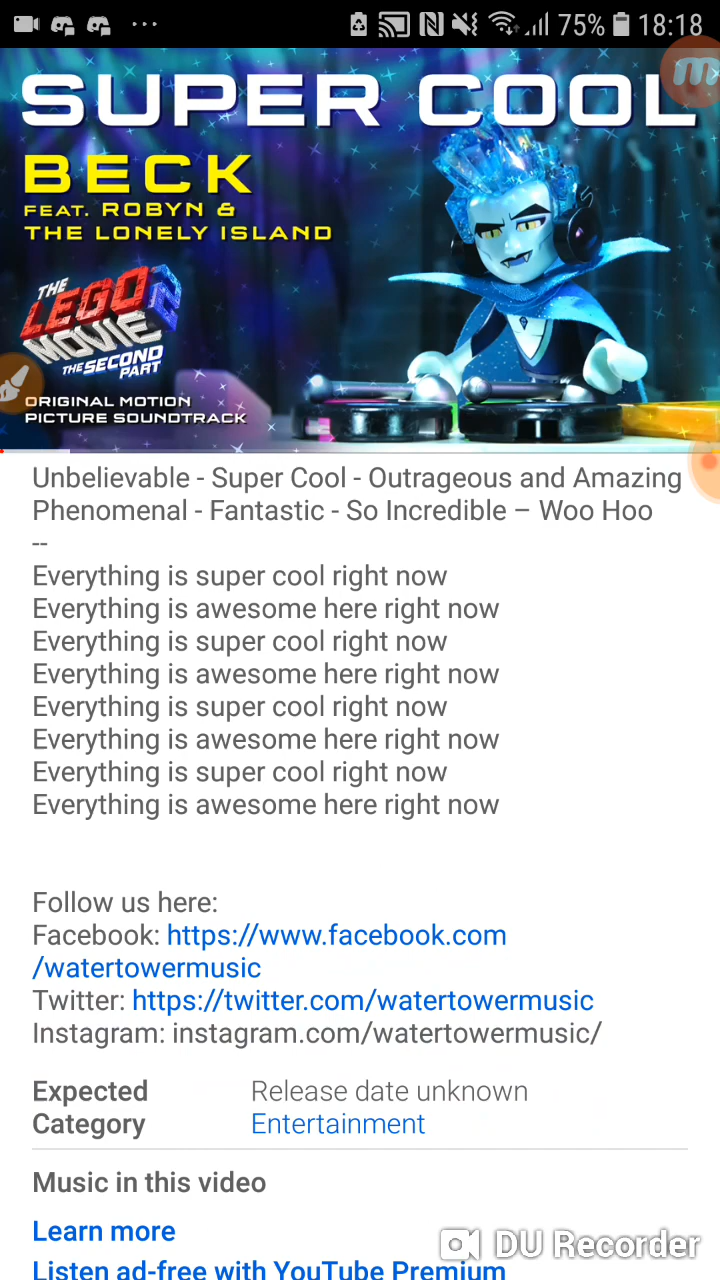 75% 18:18
SUPER COOL
BECK
FEAT. ROBYN &
THE LONELY ISLAND
THE
LEGO
MOVIE 2
THE SECOND
PART
ORIGINAL MOTION
PICTURE SOUNDTRACK
Unbelievable - Super Cool - Outrageous and Amazing
Phenomenal - Fantastic - So Incredible – Woo Hoo
--
Everything is super cool right now
Everything is awesome here right now
Everything is super cool right now
Everything is awesome here right now
Everything is super cool right now
Everything is awesome here right now
Everything is super cool right now
Everything is awesome here right now
Follow us here:
Facebook: https://www.facebook.com
/watertowermusic
Twitter: https://twitter.com/watertowermusic
Instagram: instagram.com/watertowermusic/
Expected Release date unknown
Category Entertainment
Music in this video
Learn more
DU Recorder
Listen ad-free with YouTube Premium